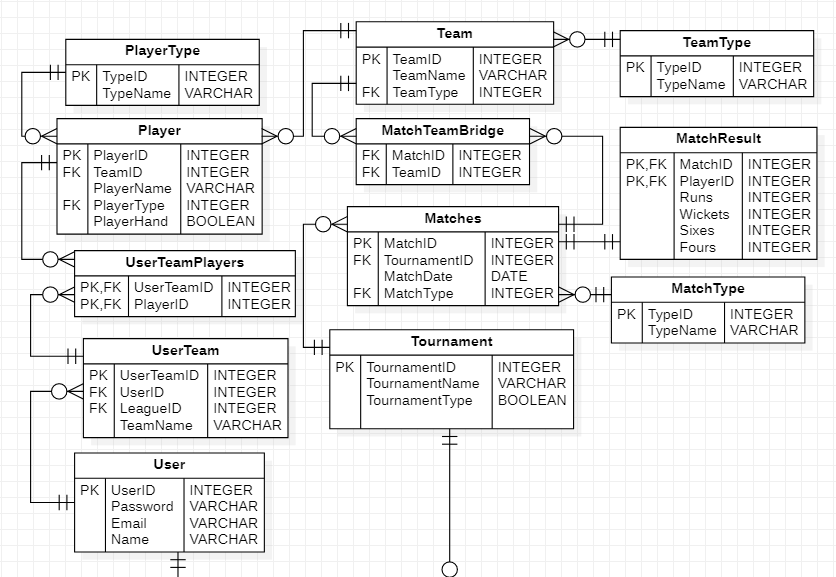 PlayerType
PK TypeID INTEGER
TypeName VARCHAR
Team
PK TeamID INTEGER
TeamName VARCHAR
FK TeamType INTEGER
TeamType
PK TypeID INTEGER
TypeName VARCHAR
Player
PK PlayerID INTEGER
FK TeamID INTEGER
PlayerName VARCHAR
FK PlayerType INTEGER
PlayerHand BOOLEAN
MatchTeamBridge
FK MatchID INTEGER
FK TeamID INTEGER
MatchResult
PK,FK MatchID INTEGER
PK,FK PlayerID INTEGER
Runs INTEGER
Wickets INTEGER
Sixes INTEGER
Fours INTEGER
Matches
PK MatchID INTEGER
FK TournamentID INTEGER
MatchDate DATE
FK MatchType INTEGER
UserTeamPlayers
PK,FK UserTeamID INTEGER
PK,FK PlayerID INTEGER
MatchType
PK TypeID INTEGER
TypeName VARCHAR
UserTeam
PK UserTeamID INTEGER
FK UserID INTEGER
FK LeagueID INTEGER
TeamName VARCHAR
Tournament
PK TournamentID INTEGER
TournamentName VARCHAR
TournamentType BOOLEAN
User
PK UserID INTEGER
Password VARCHAR
Email VARCHAR
Name VARCHAR